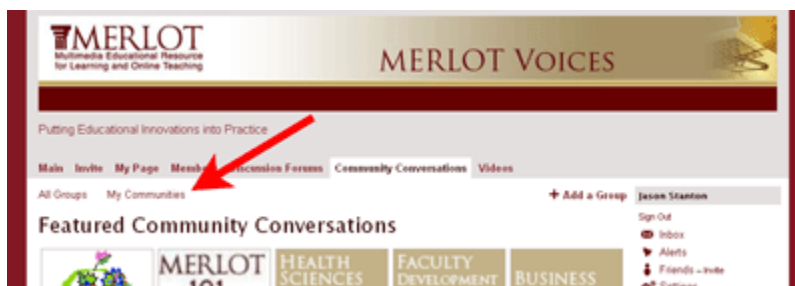 MERLOT
Multimedia Educational Resource
for Learning and Online Teaching
MERLOT VOICES
Putting Educational Innovations into Practice
Main Invite My Page Forums Community Conversations Videos
All Groups My Communities + Add a Group Jason Stanton
Featured Community Conversations
Sign Out
Inbox
Alerts
Friends – Invite
Settings
MERLOT
101
HEALTH
SCIENCES
FACULTY
DEVELOPMENT
BUSINESS